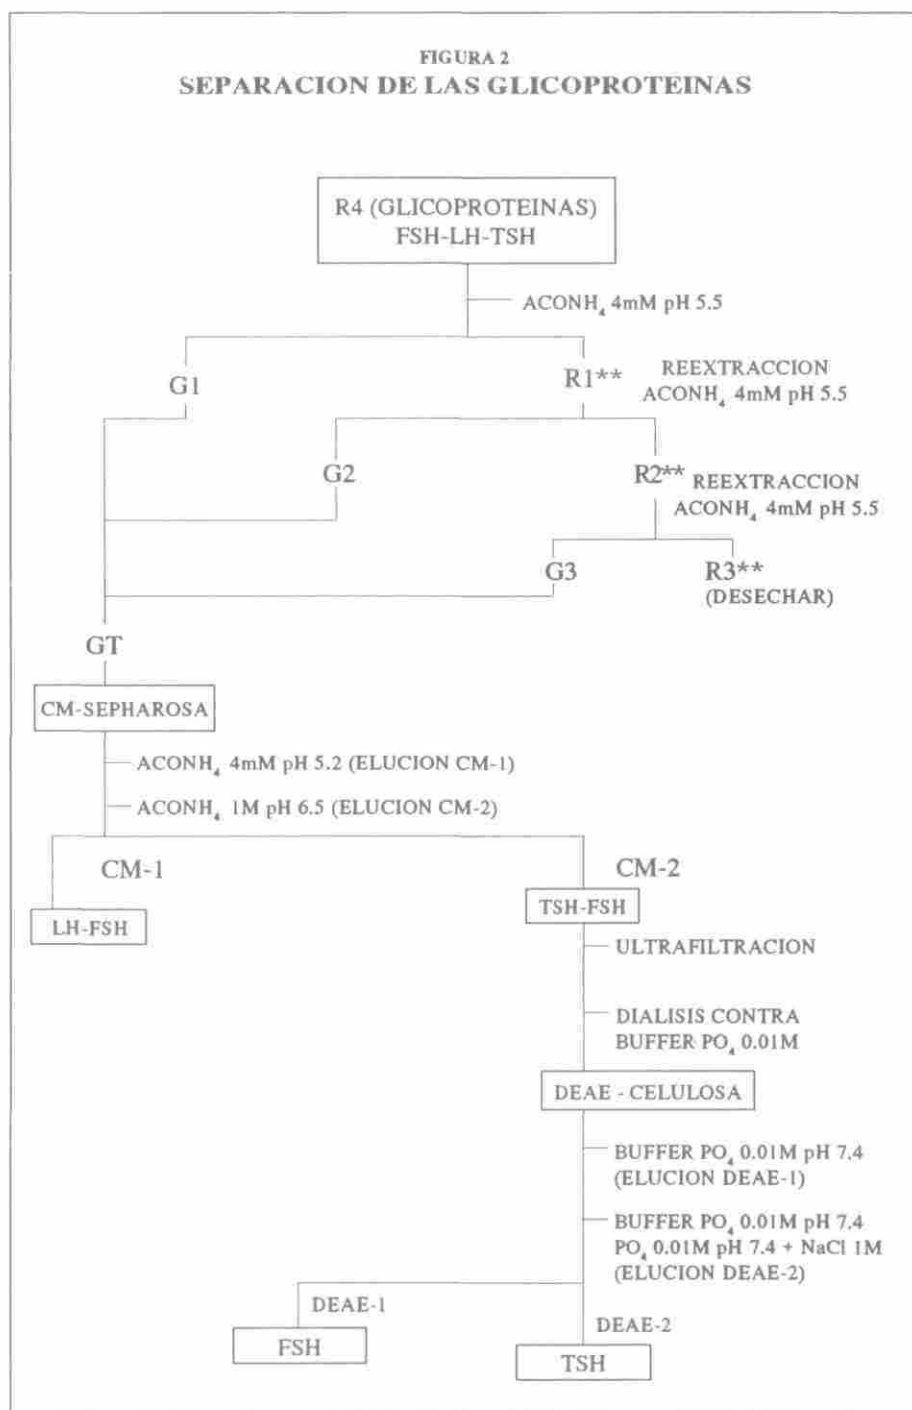 FIGURA 2
SEPARACION DE LAS GLICOPROTEINAS
R4 (GLICOPROTEINAS)
FSH-LH-TSH
ACONH₄ 4mM pH 5.5
G1
R1**
REEXTRACCION
ACONH₄ 4mM pH 5.5
G2
R2**
REEXTRACCION
ACONH₄ 4mM pH 5.5
G3
R3**
(DESECHAR)
GT
CM-SEPHAROSA
ACONH₄ 4mM pH 5.2 (ELUCION CM-1)
ACONH₄ 1M pH 6.5 (ELUCION CM-2)
CM-1
CM-2
LH-FSH
TSH-FSH
ULTRAFILTRACION
DIALISIS CONTRA
BUFFER PO₄ 0.01M
DEAE - CELULOSA
BUFFER PO₄ 0.01M pH 7.4
(ELUCION DEAE-1)
BUFFER PO₄ 0.01M pH 7.4
PO₄ 0.01M pH 7.4 + NaCl 1M
(ELUCION DEAE-2)
DEAE-1
DEAE-2
FSH
TSH